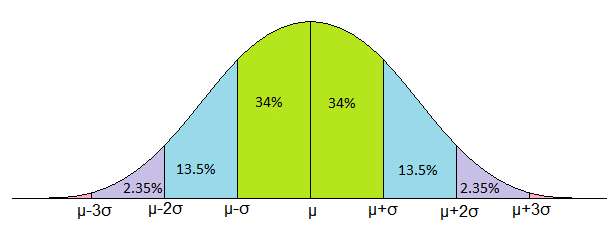 34% 34%
13.5% 13.5%
2.35% 2.35%
μ-3σ μ-2σ μ-σ μ μ+σ μ+2σ μ+3σ